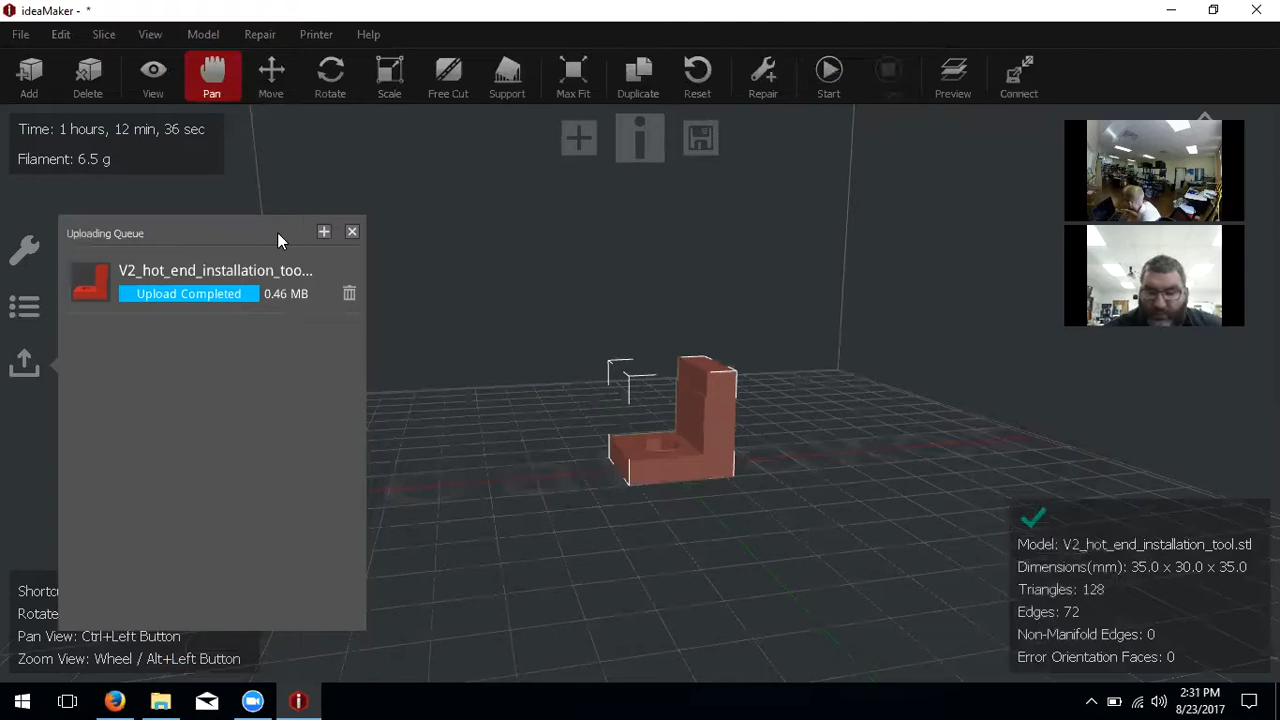 ideaMaker - *
File Edit Slice View Model Repair Printer Help
Add Delete View Pan Move Rotate Scale Free Cut Support Max Fit Duplicate Reset Repair Start Preview Connect
Time: 1 hours, 12 min, 36 sec
Filament: 6.5 g
Uploading Queue
V2_hot_end_installation_too...
Upload Completed 0.46 MB
Model: V2_hot_end_installation_tool.stl
Dimensions(mm): 35.0 x 30.0 x 35.0
Triangles: 128
Edges: 72
Non-Manifold Edges: 0
Error Orientation Faces: 0
Shortc
Rotate
Pan View: Ctrl+Left Button
Zoom View: Wheel / Alt+Left Button
2:31 PM
8/23/2017